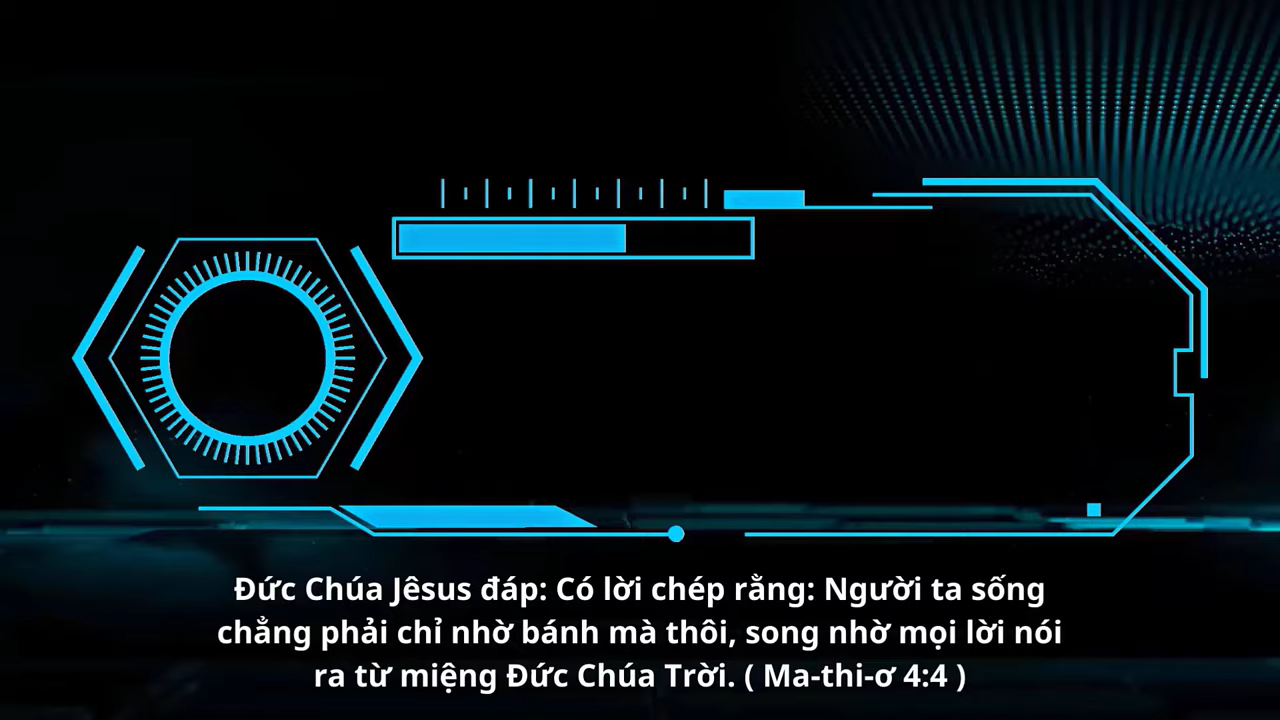 Đức Chúa Jêsus đáp: Có lời chép rằng: Người ta sống
chẳng phải chỉ nhờ bánh mà thôi, song nhờ mọi lời nói
ra từ miệng Đức Chúa Trời. ( Ma-thi-ơ 4:4 )